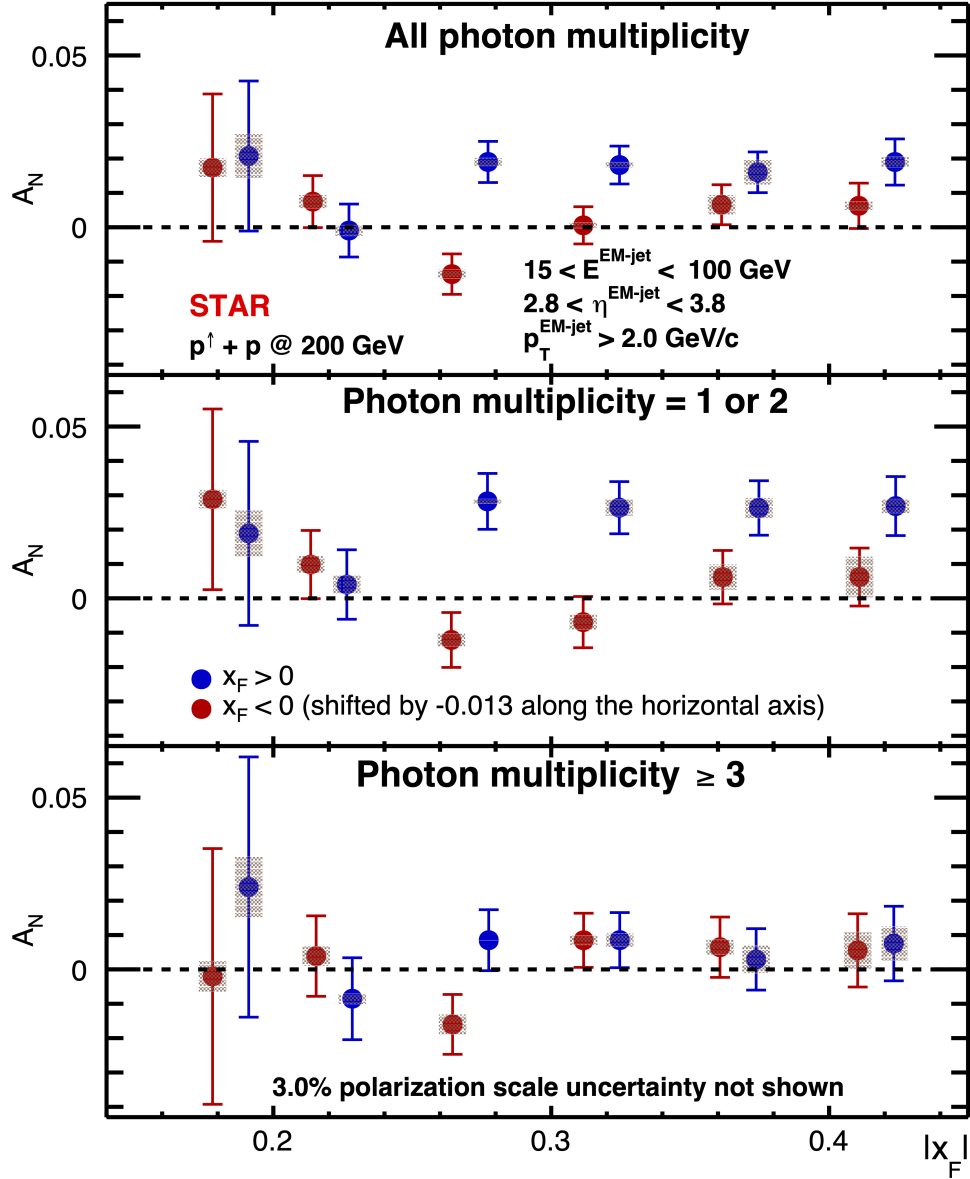 All photon multiplicity
0.05
A_N
0
15 < E^EM-jet < 100 GeV
2.8 < η^EM-jet < 3.8
p_T^EM-jet > 2.0 GeV/c
STAR
p↑ + p @ 200 GeV
Photon multiplicity = 1 or 2
0.05
A_N
0
x_F > 0
x_F < 0 (shifted by -0.013 along the horizontal axis)
Photon multiplicity ≥ 3
0.05
A_N
0
3.0% polarization scale uncertainty not shown
0.2 0.3 0.4 |x_F|